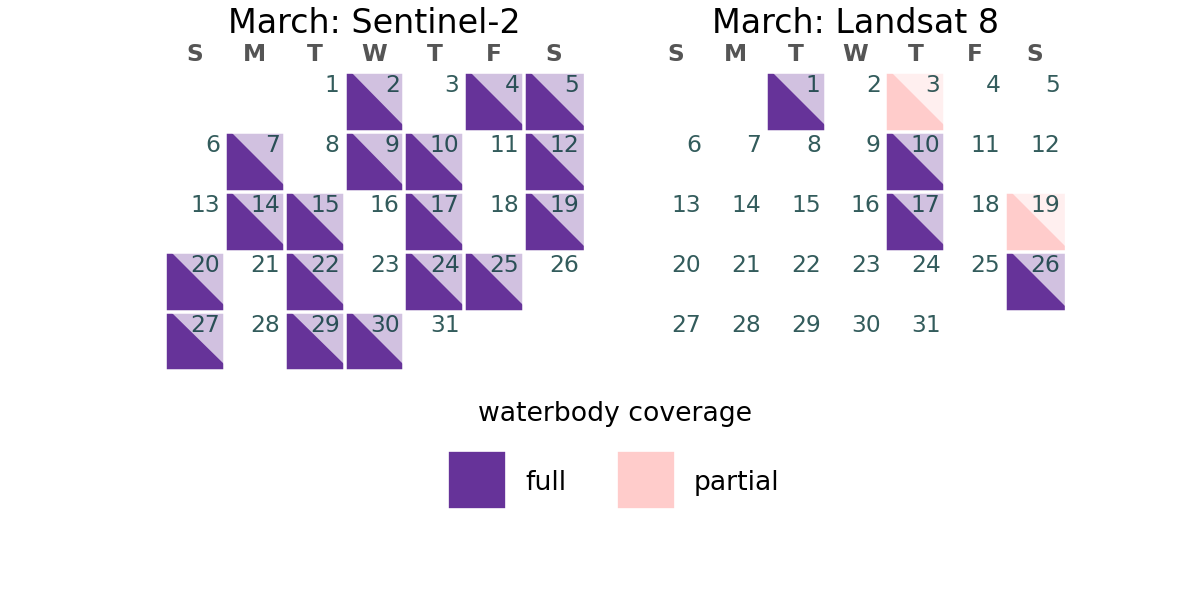 March: Sentinel-2
S M T W T F S
1 2 3 4 5
6 7 8 9 10 11 12
13 14 15 16 17 18 19
20 21 22 23 24 25 26
27 28 29 30 31
March: Landsat 8
S M T W T F S
1 2 3 4 5
6 7 8 9 10 11 12
13 14 15 16 17 18 19
20 21 22 23 24 25 26
27 28 29 30 31
waterbody coverage
full partial